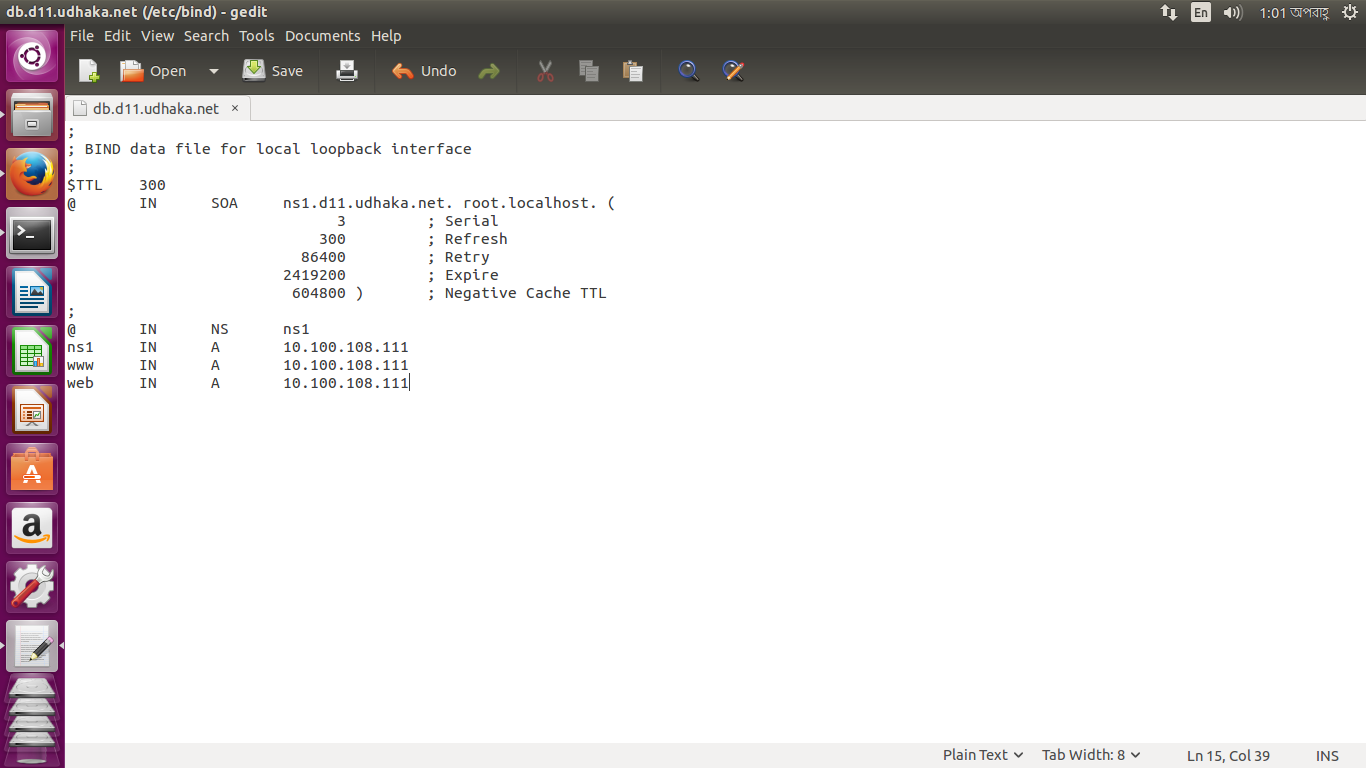 db.d11.udhaka.net (/etc/bind) - gedit
En
1:01 অপরাহ্ণ
File Edit View Search Tools Documents Help
Open Save Undo
db.d11.udhaka.net ×
;
; BIND data file for local loopback interface
;
$TTL 300
@ IN SOA ns1.d11.udhaka.net. root.localhost. (
3 ; Serial
300 ; Refresh
86400 ; Retry
2419200 ; Expire
604800 ) ; Negative Cache TTL
;
@ IN NS ns1
ns1 IN A 10.100.108.111
www IN A 10.100.108.111
web IN A 10.100.108.111
Plain Text Tab Width: 8 Ln 15, Col 39 INS